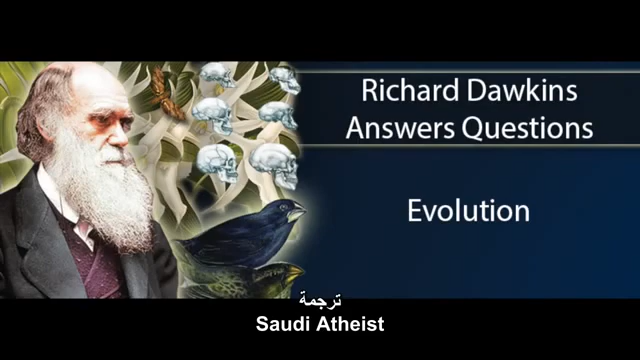 Richard Dawkins
Answers Questions
Evolution
ترجمة
Saudi Atheist